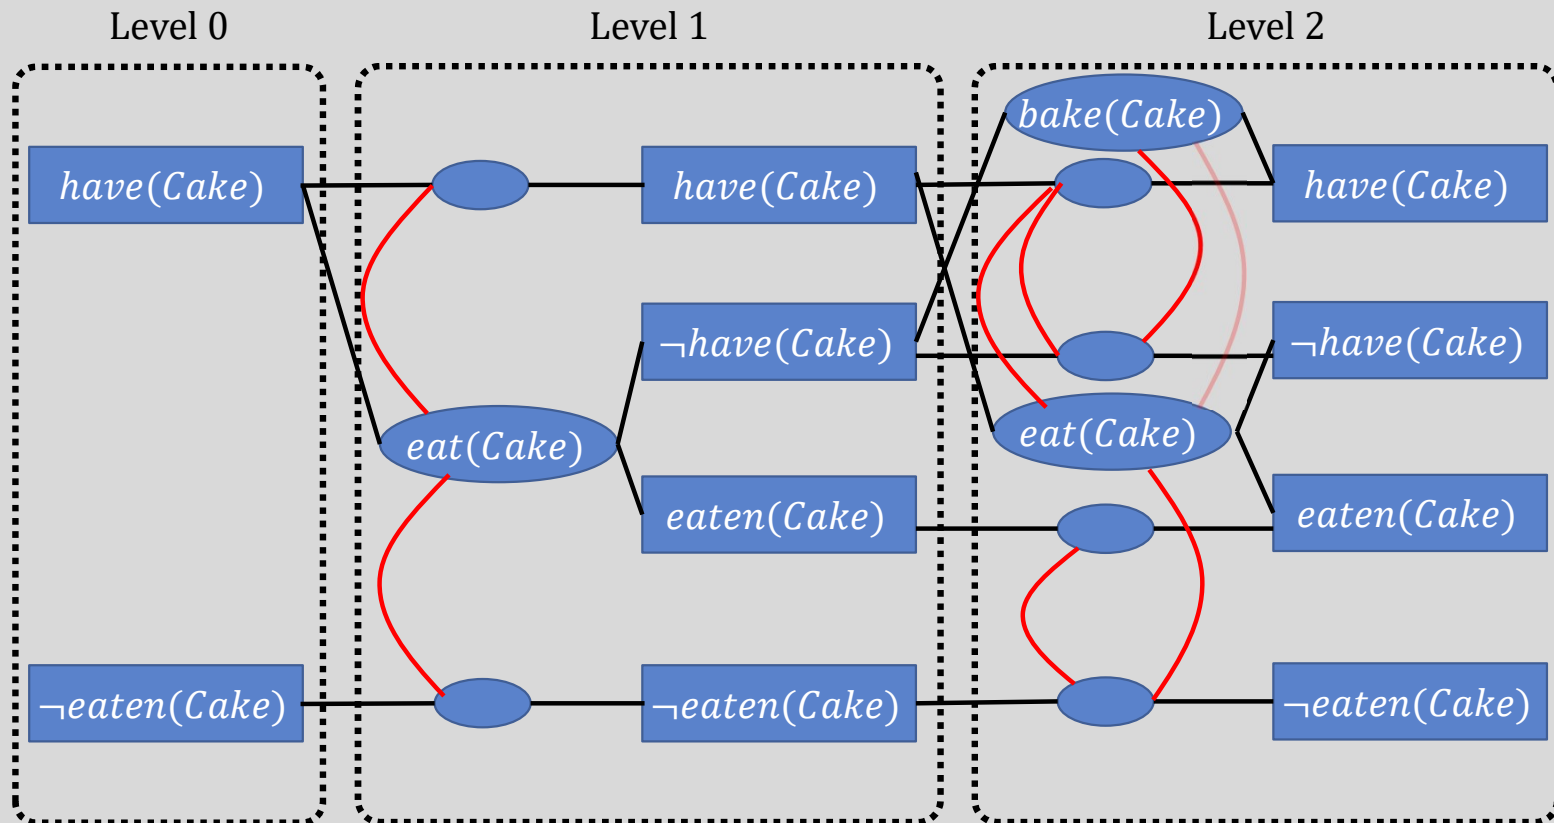 Level 0
Level 1
Level 2
have(Cake)
¬eaten(Cake)
eat(Cake)
have(Cake)
¬have(Cake)
eaten(Cake)
¬eaten(Cake)
bake(Cake)
eat(Cake)
have(Cake)
¬have(Cake)
eaten(Cake)
¬eaten(Cake)